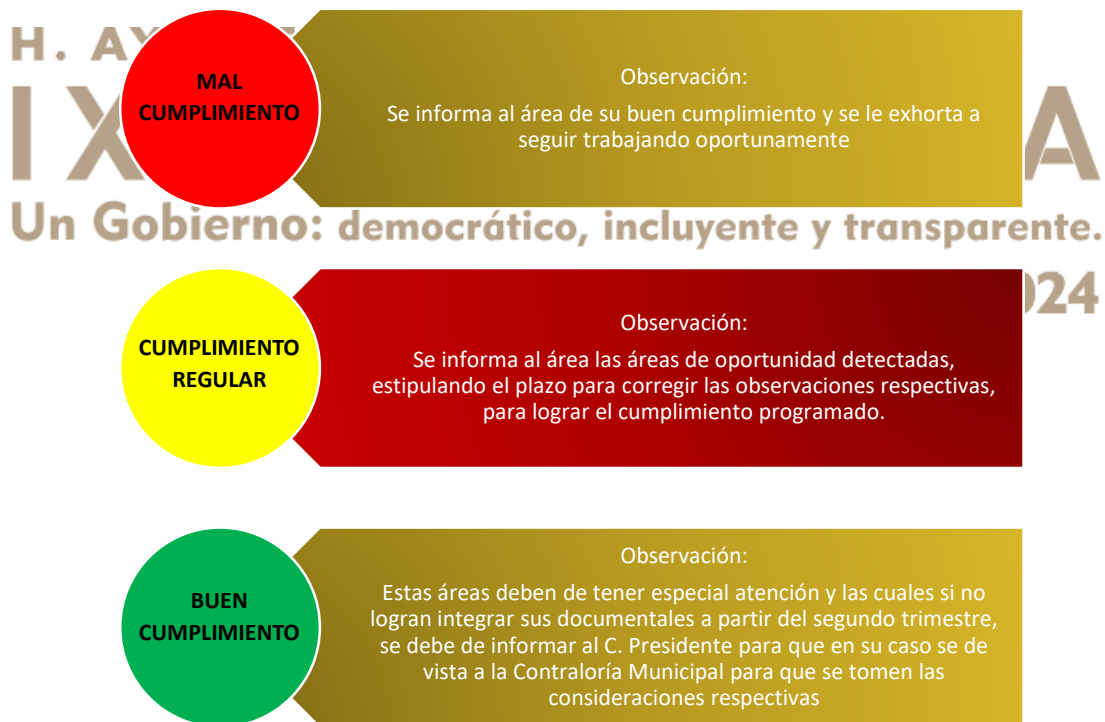 H. A
MAL
CUMPLIMIENTO
Observación:
Se informa al área de su buen cumplimiento y se le exhorta a
seguir trabajando oportunamente
IX
A
Un Gobierno: democrático, incluyente y transparente.
024
CUMPLIMIENTO
REGULAR
Observación:
Se informa al área las áreas de oportunidad detectadas,
estipulando el plazo para corregir las observaciones respectivas,
para lograr el cumplimiento programado.
BUEN
CUMPLIMIENTO
Observación:
Estas áreas deben de tener especial atención y las cuales si no
logran integrar sus documentales a partir del segundo trimestre,
se debe de informar al C. Presidente para que en su caso se de
vista a la Contraloría Municipal para que se tomen las
consideraciones respectivas